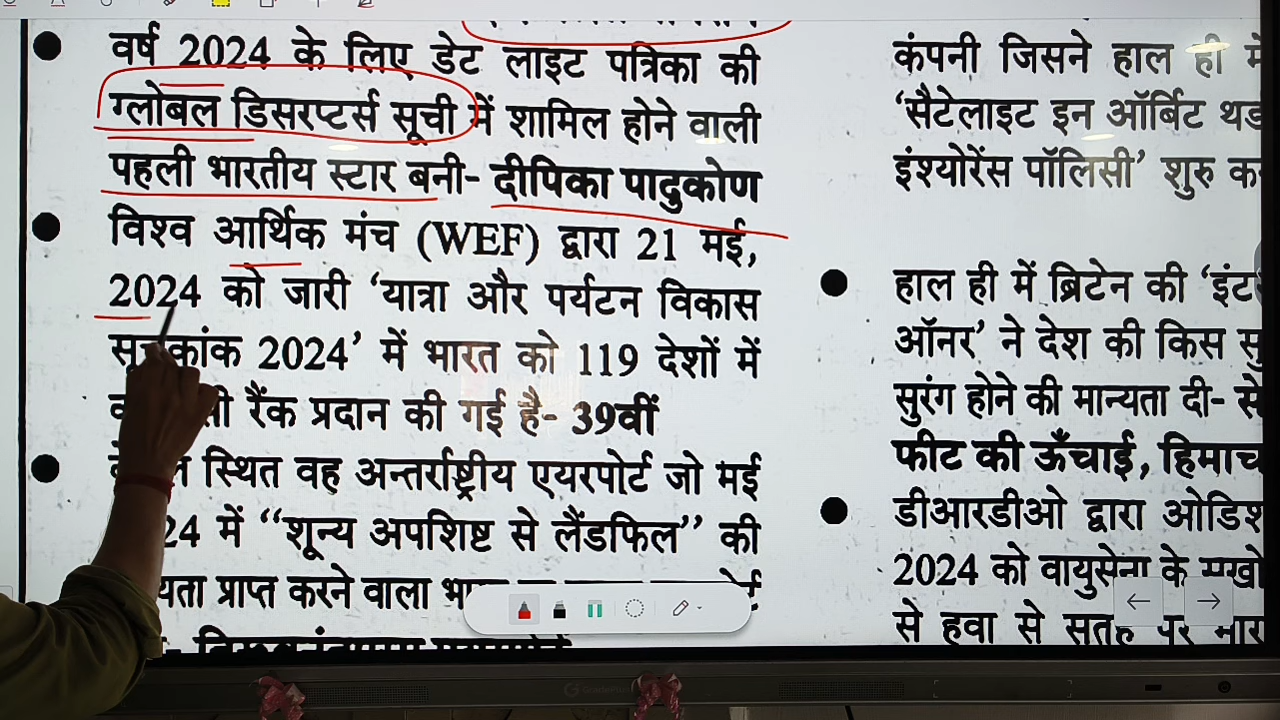 वर्ष 2024 के लिए डेट लाइट पत्रिका की
ग्लोबल डिसरप्टर्स सूची में शामिल होने वाली
पहली भारतीय स्टार बनी- दीपिका पादुकोण
विश्व आर्थिक मंच (WEF) द्वारा 21 मई,
2024 को जारी 'यात्रा और पर्यटन विकास
सूचकांक 2024' में भारत को 119 देशों में
रैंक प्रदान की गई है- 39वीं
स्थित वह अन्तर्राष्ट्रीय एयरपोर्ट जो मई
24 में "शून्य अपशिष्ट से लैंडफिल" की
प्राप्त करने वाला
कंपनी जिसने हाल ही में
'सैटेलाइट इन ऑर्बिट थर्ड
इंश्योरेंस पॉलिसी' शुरु
हाल ही में ब्रिटेन की
ऑनर' ने देश की किस
सुरंग होने की मान्यता दी-
फीट की ऊँचाई,
डीआरडीओ द्वारा
2024 को वायुसेना के
से हवा से सतह पर